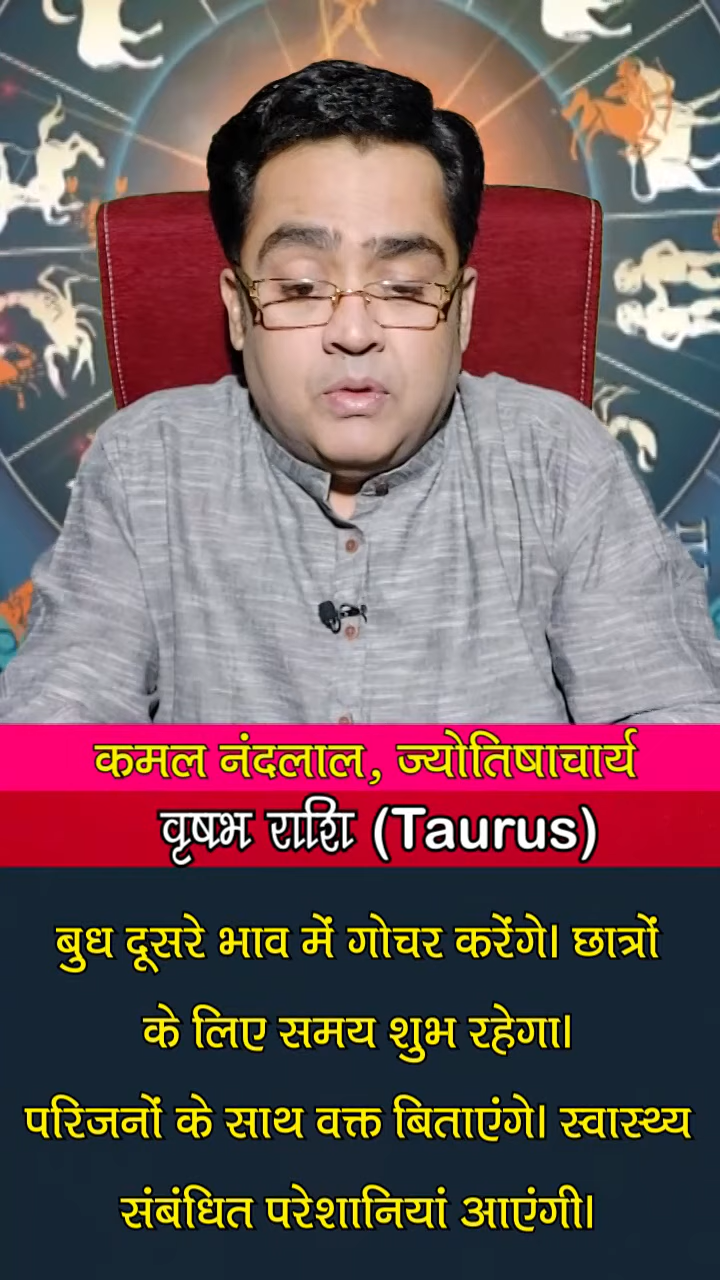 कमल नंदलाल, ज्योतिषाचार्य
वृषभ राशि (Taurus)
बुध दूसरे भाव में गोचर करेंगे। छात्रों
के लिए समय शुभ रहेगा।
परिजनों के साथ वक्त बिताएंगे। स्वास्थ्य
संबंधित परेशानियां आएंगी।